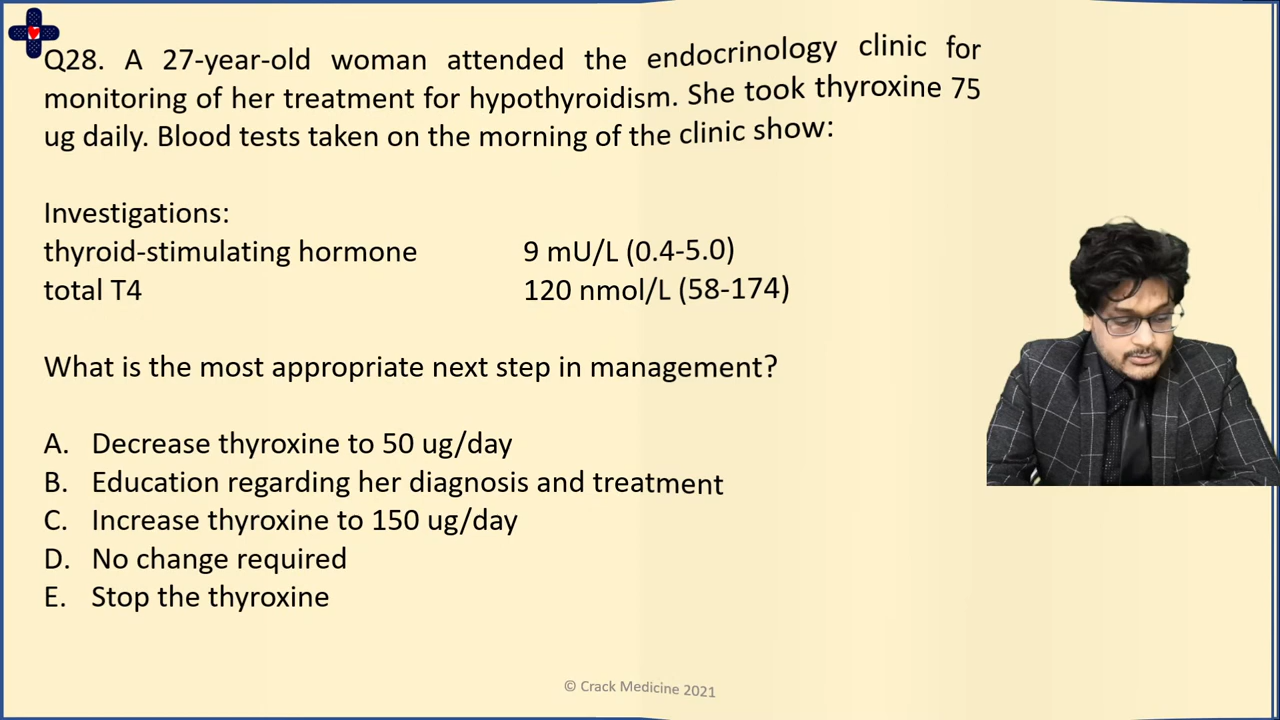 Q28. A 27-year-old woman attended the endocrinology clinic for
monitoring of her treatment for hypothyroidism. She took thyroxine 75
ug daily. Blood tests taken on the morning of the clinic show:
Investigations:
thyroid-stimulating hormone 9 mU/L (0.4-5.0)
total T4 120 nmol/L (58-174)
What is the most appropriate next step in management?
A. Decrease thyroxine to 50 ug/day
B. Education regarding her diagnosis and treatment
C. Increase thyroxine to 150 ug/day
D. No change required
E. Stop the thyroxine
© Crack Medicine 2021